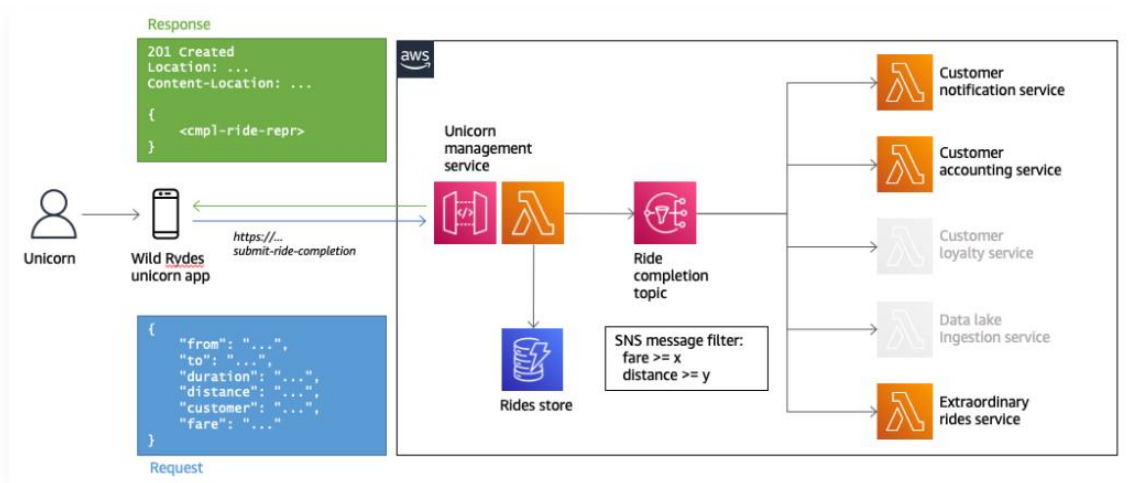 Response
201 Created
Location: ...
Content-Location: ...
{
<cmpl-ride-repr>
}
aws
Unicorn
management
service
Customer
notification service
Customer
accounting service
https://...
submit-ride-completion
Unicorn
Wild Rydes
unicorn app
Ride
completion
topic
Customer
loyalty service
{
"from": "...",
"to": "...",
"duration": "...",
"distance": "...",
"customer": "...",
"fare": "..."
}
Request
SNS message filter:
fare >= x
distance >= y
Rides store
Data lake
Ingestion service
Extraordinary
rides service